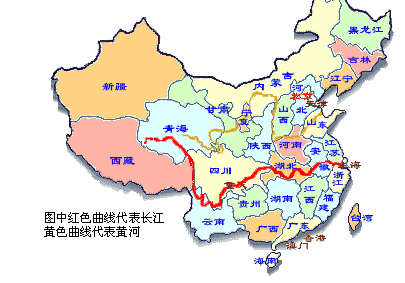 黑龙江
吉林
辽宁
内蒙古
新疆
甘肃
北京
天津
河北
山西
山东
宁夏
青海
陕西
河南
江苏
安徽
上海
西藏
四川
重庆
湖北
浙江
湖南
江西
福建
贵州
云南
广西
广东
台湾
香港
澳门
海南
图中红色曲线代表长江
黄色曲线代表黄河